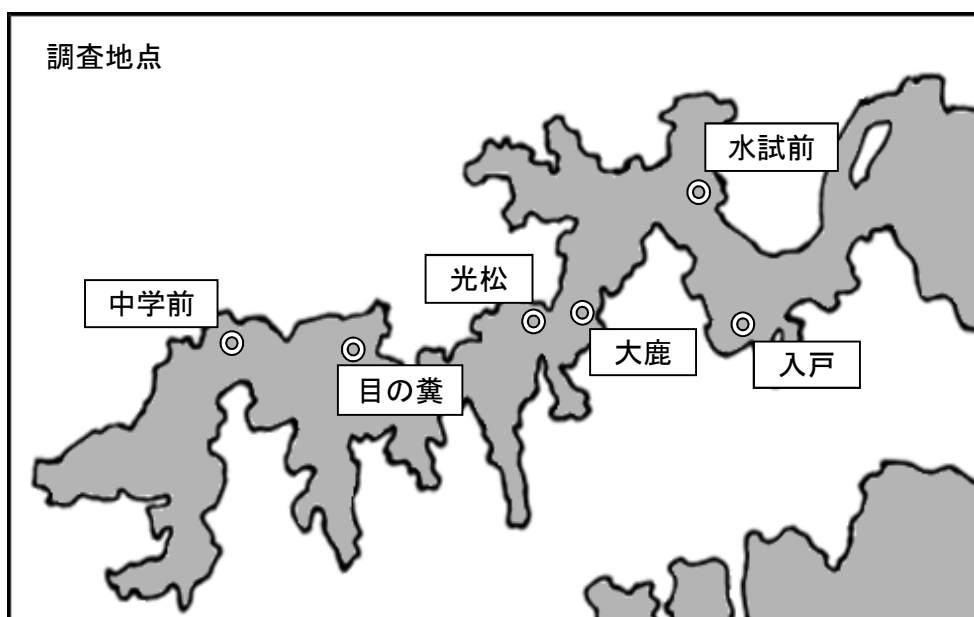 調査地点
水試前
光松
中学前
大鹿
入戸
目の糞